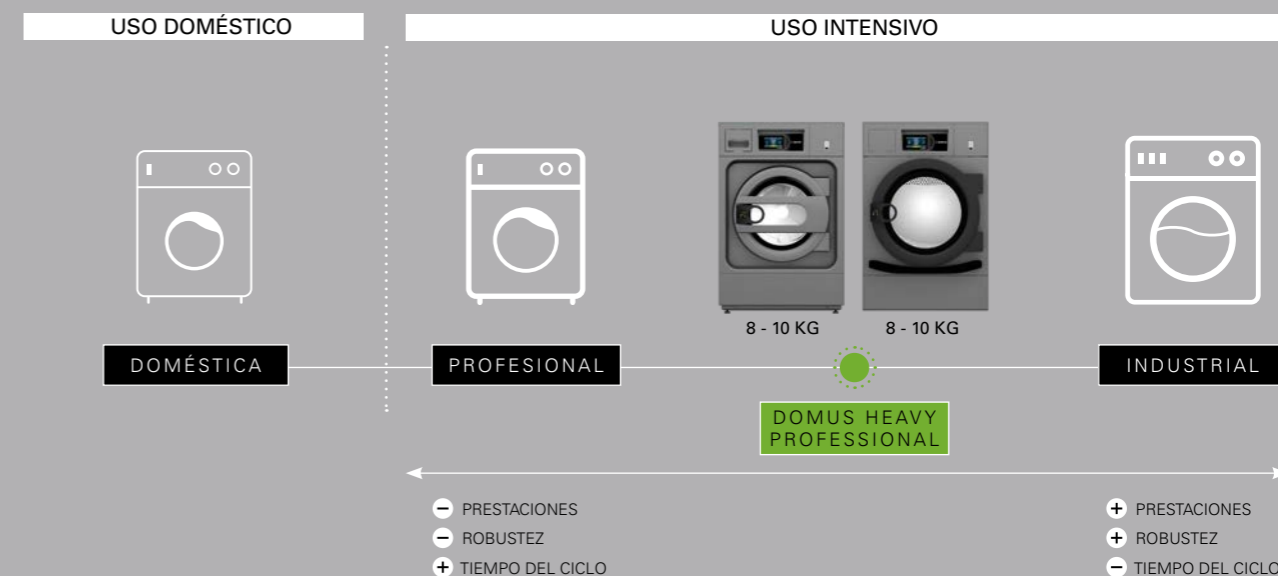 USO DOMÉSTICO
USO INTENSIVO
8 - 10 KG
8 - 10 KG
DOMÉSTICA
PROFESIONAL
INDUSTRIAL
DOMUS HEAVY
PROFESSIONAL
− PRESTACIONES
− ROBUSTEZ
+ TIEMPO DEL CICLO
+ PRESTACIONES
+ ROBUSTEZ
− TIEMPO DEL CICLO